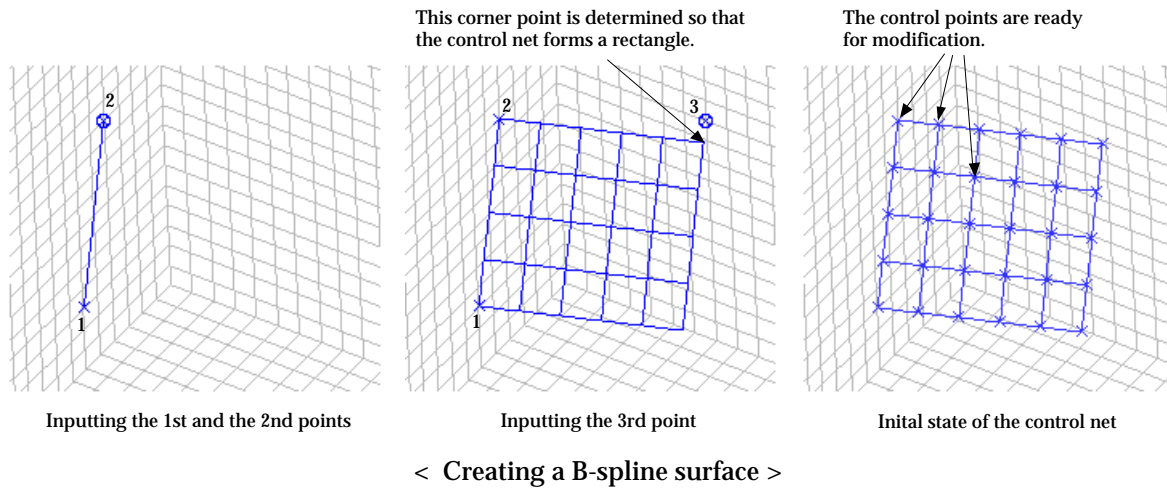 This corner point is determined so that
the control net forms a rectangle.
The control points are ready
for modification.
2
1
2
3
1
Inputting the 1st and the 2nd points
Inputting the 3rd point
Inital state of the control net
< Creating a B-spline surface >